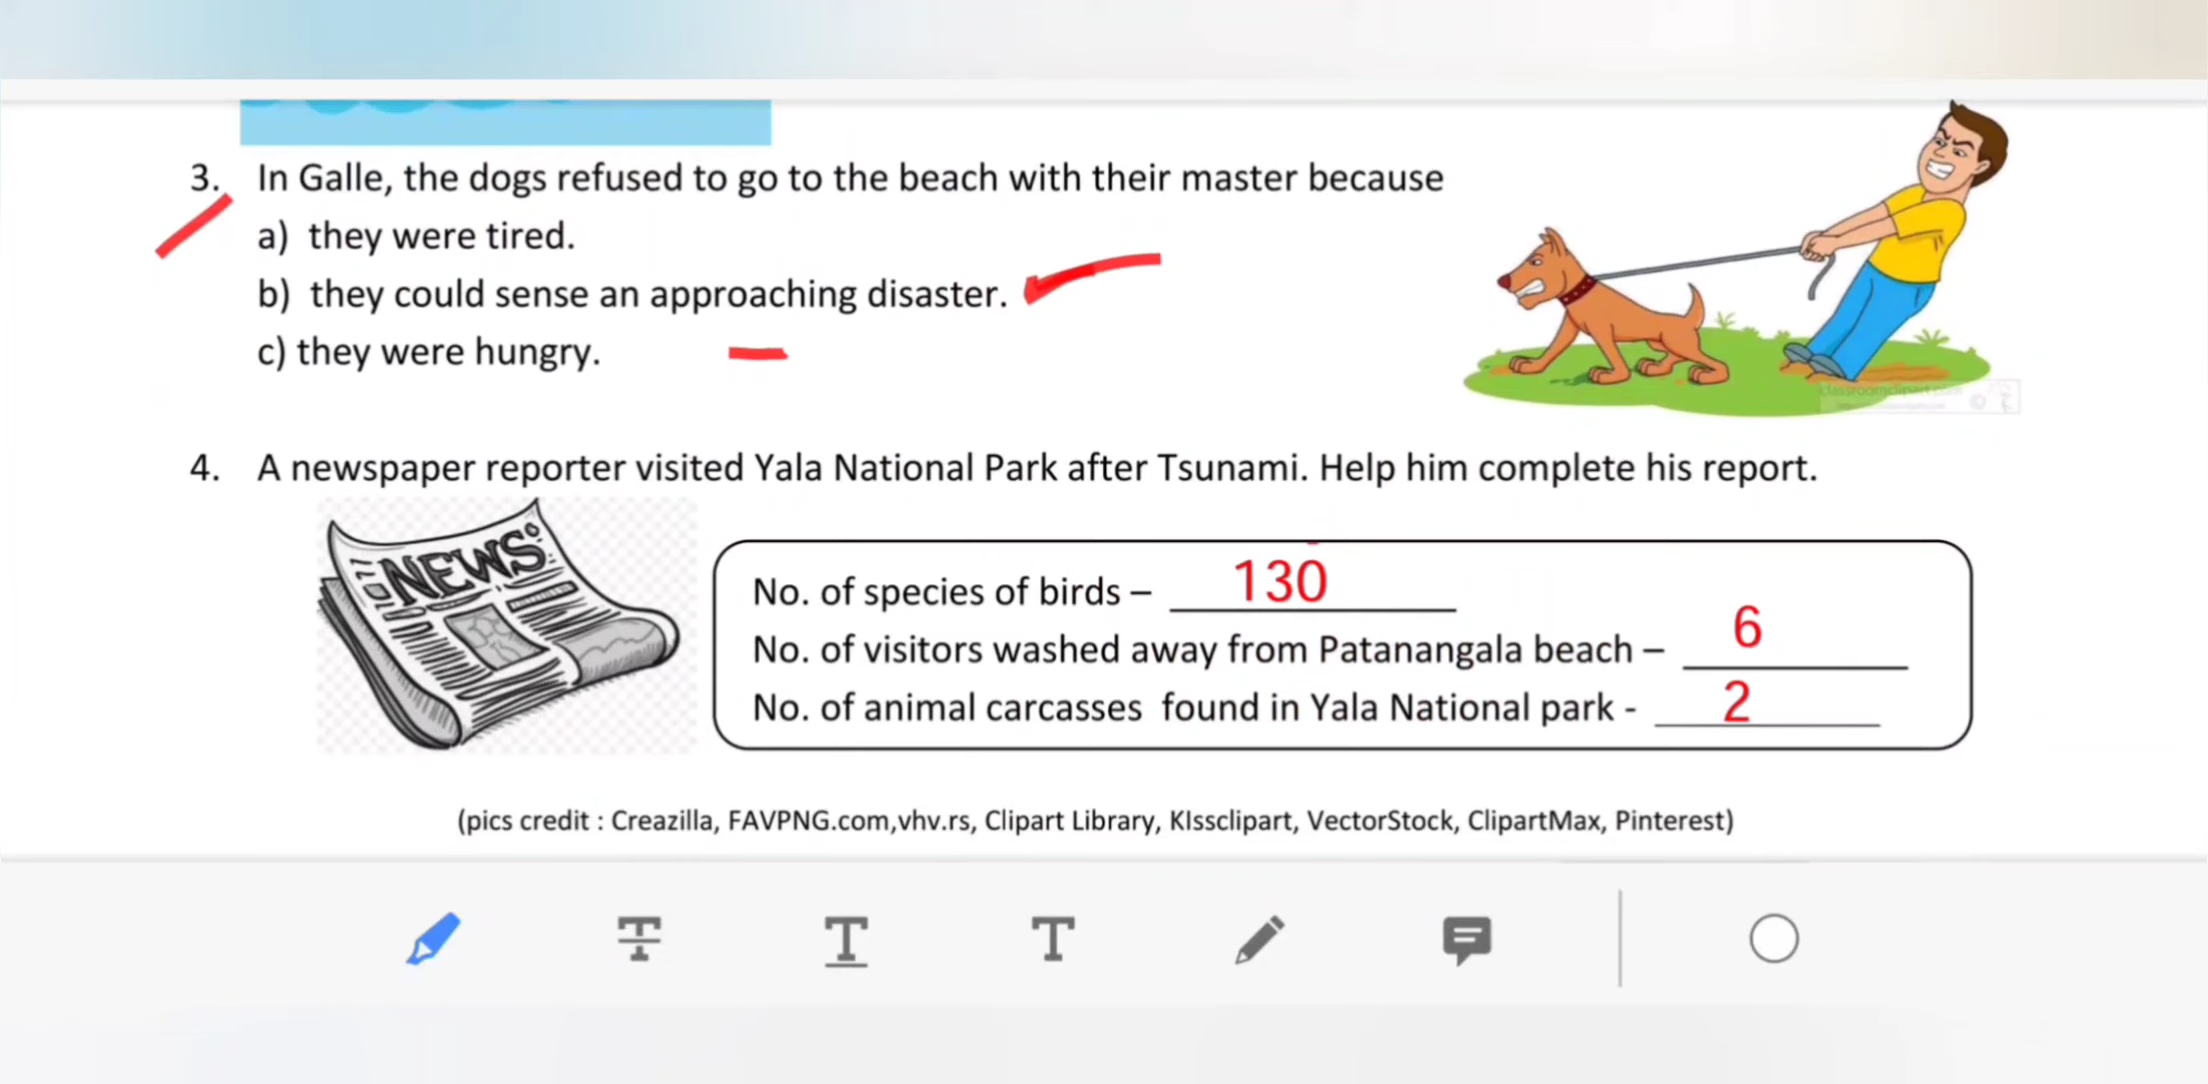 3. In Galle, the dogs refused to go to the beach with their master because
a) they were tired.
b) they could sense an approaching disaster.
c) they were hungry.
4. A newspaper reporter visited Yala National Park after Tsunami. Help him complete his report.
NEWS
No. of species of birds – 130
No. of visitors washed away from Patanangala beach – 6
No. of animal carcasses found in Yala National park - 2
(pics credit : Creazilla, FAVPNG.com,vhv.rs, Clipart Library, KIssclipart, VectorStock, ClipartMax, Pinterest)
T
T
T